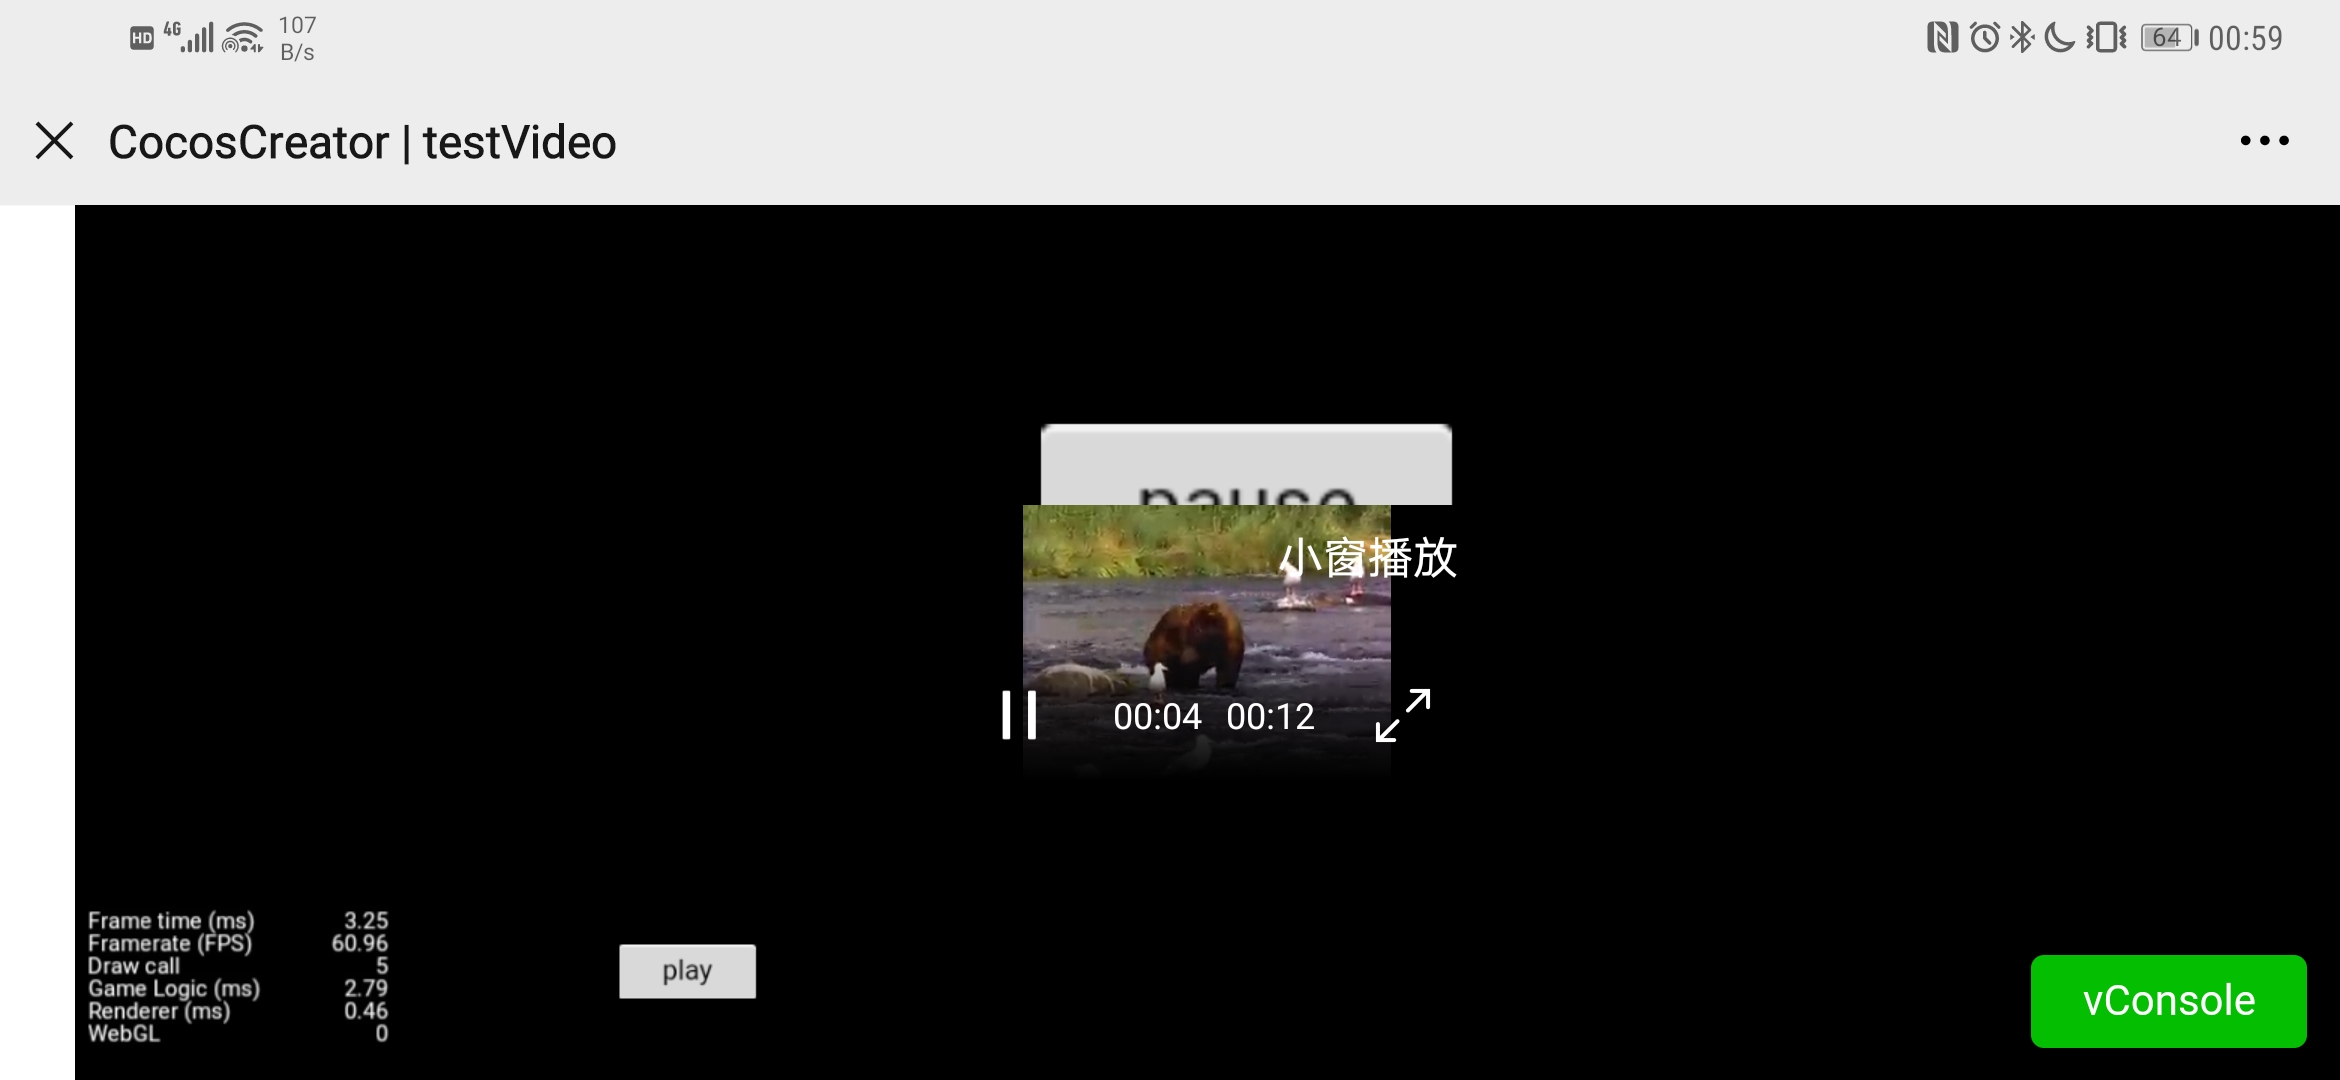 HD 4G 107
B/s
64 00:59
CocosCreator | testVideo
pause
小窗播放
00:04 00:12
Frame time (ms) 3.25
Framerate (FPS) 60.96
Draw call 5
Game Logic (ms) 2.79
Renderer (ms) 0.46
WebGL 0
play
vConsole